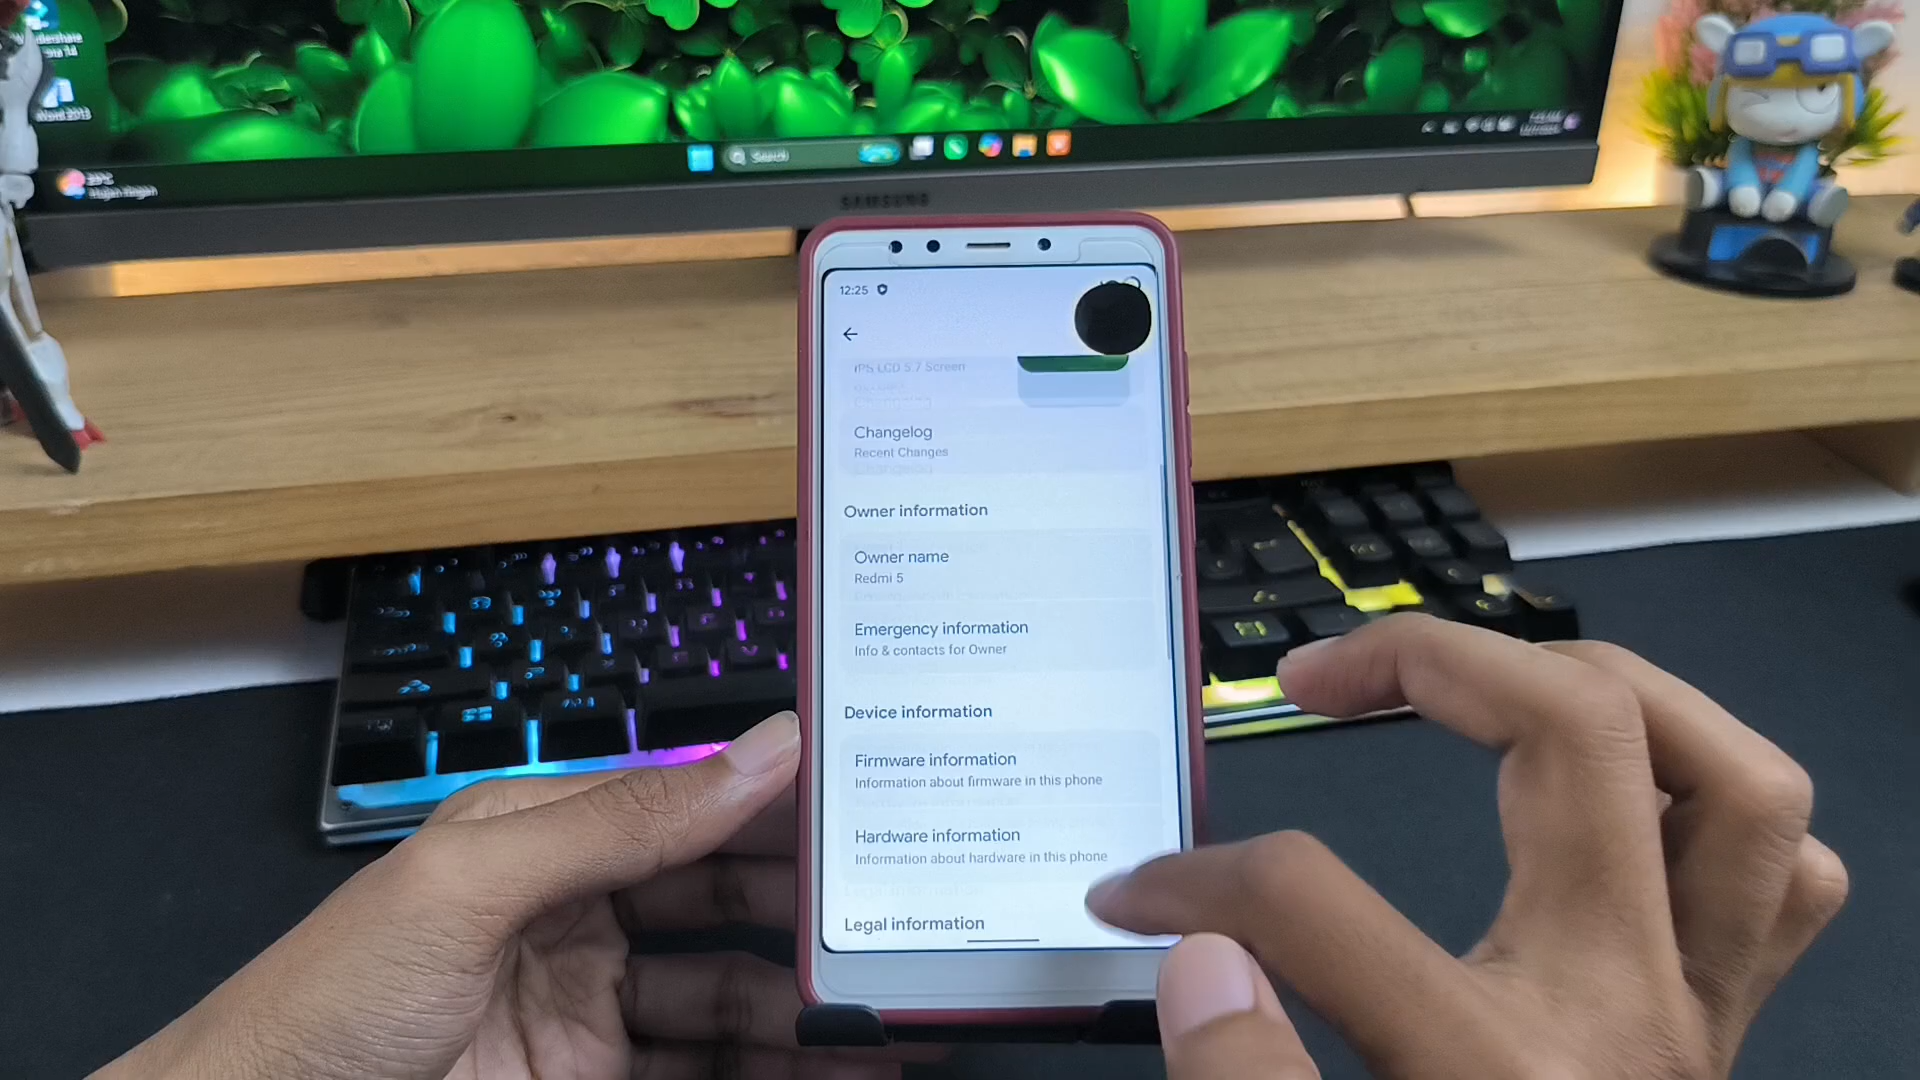 Word 2013
Search
SAMSUNG
12:25
IPS LCD 5.7 Screen
Changelog
Recent Changes
Owner information
Owner name
Redmi 5
Emergency information
Info & contacts for Owner
Device information
Firmware information
Information about firmware in this phone
Hardware information
Information about hardware in this phone
Legal information